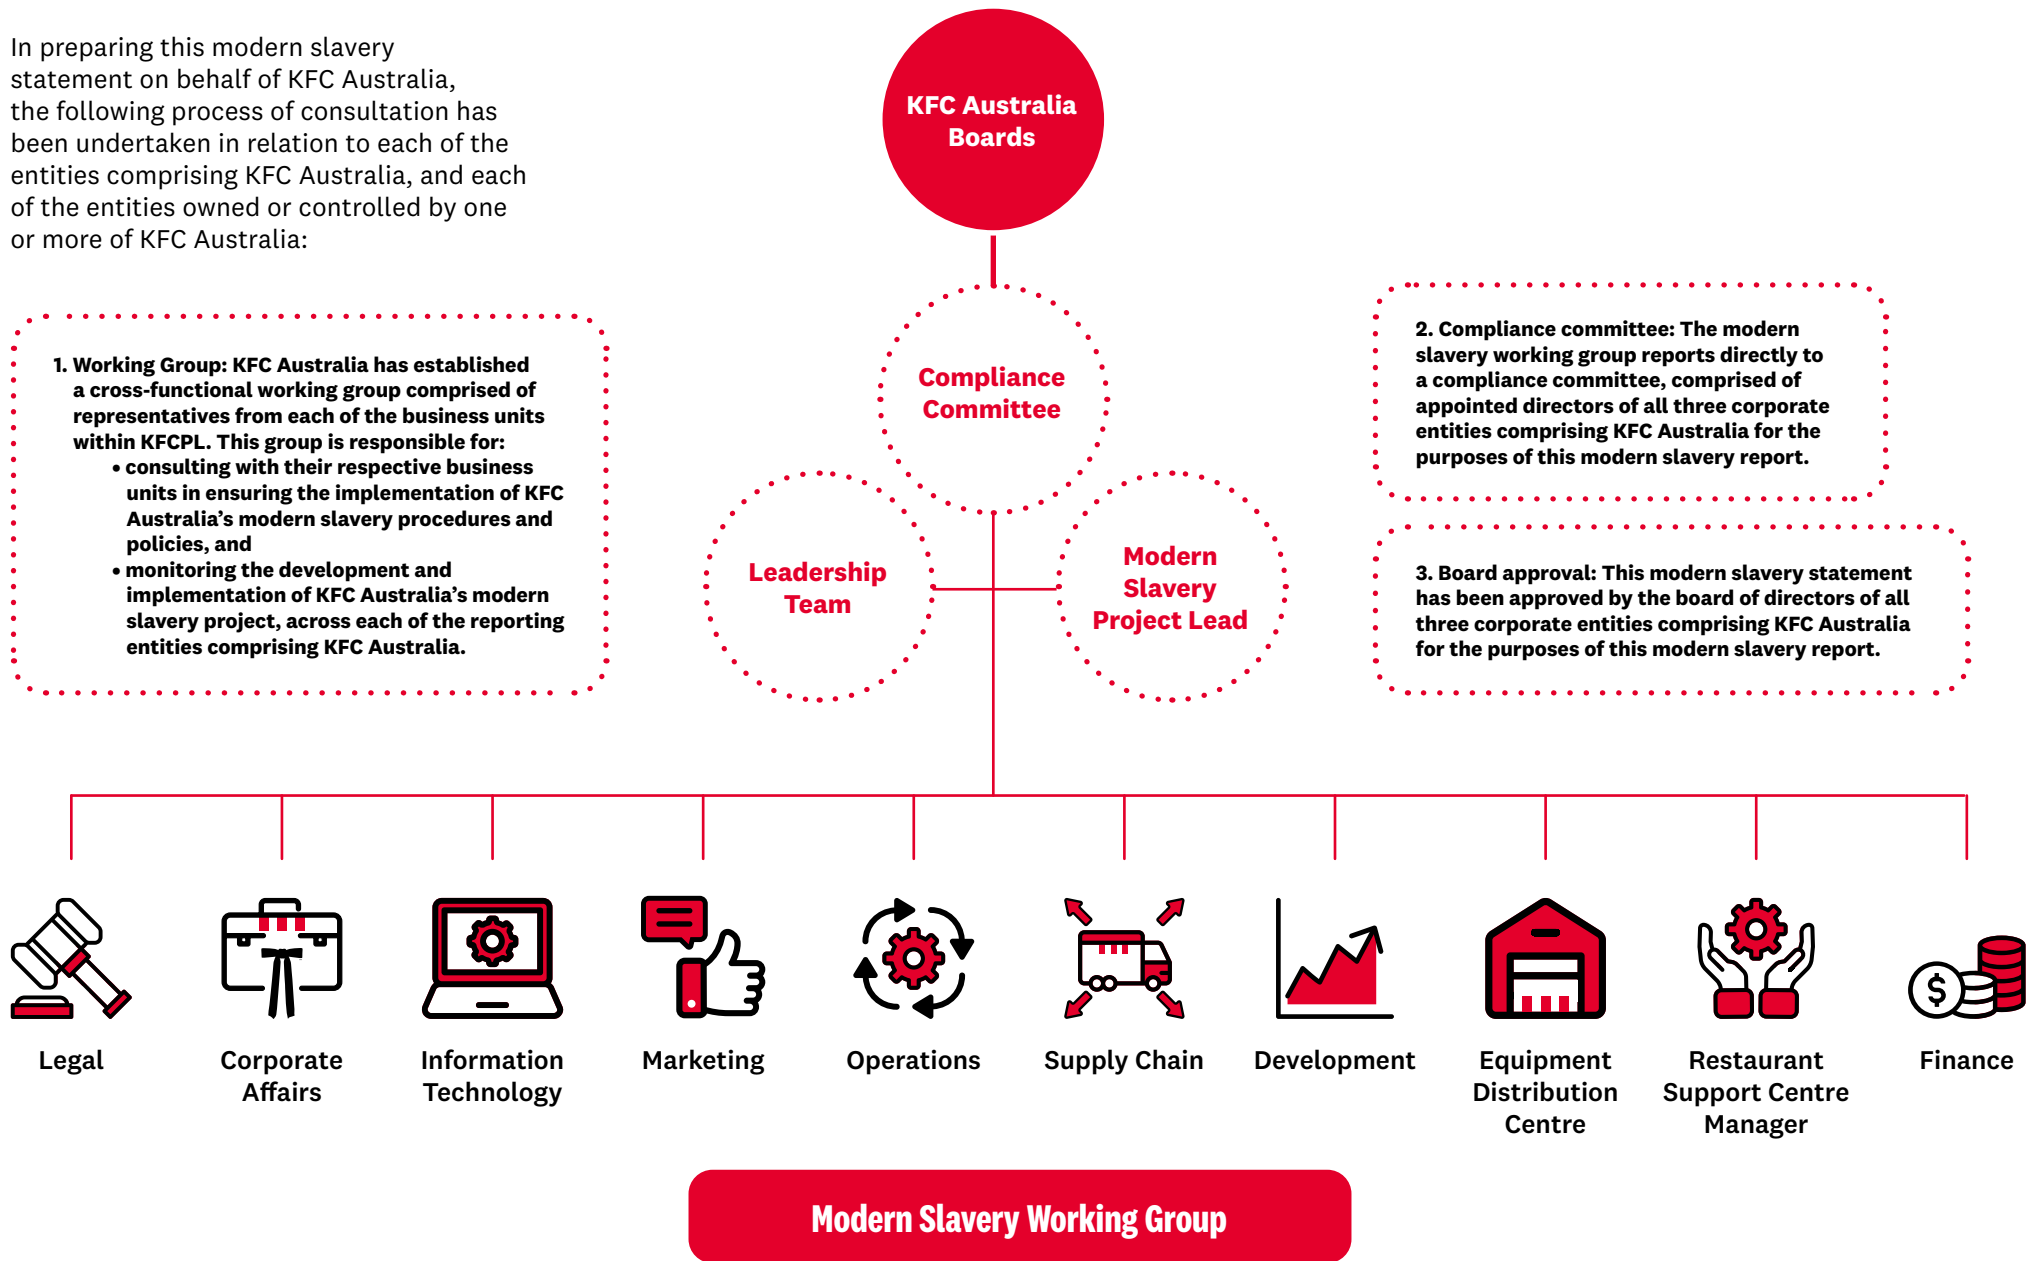 In preparing this modern slavery
statement on behalf of KFC Australia,
the following process of consultation has
been undertaken in relation to each of the
entities comprising KFC Australia, and each
of the entities owned or controlled by one
or more of KFC Australia:
KFC Australia
Boards
1. Working Group: KFC Australia has established
a cross-functional working group comprised of
representatives from each of the business units
within KFCPL. This group is responsible for:
• consulting with their respective business
units in ensuring the implementation of KFC
Australia’s modern slavery procedures and
policies, and
• monitoring the development and
implementation of KFC Australia’s modern
slavery project, across each of the reporting
entities comprising KFC Australia.
Compliance
Committee
Leadership
Team
Modern
Slavery
Project Lead
2. Compliance committee: The modern
slavery working group reports directly to
a compliance committee, comprised of
appointed directors of all three corporate
entities comprising KFC Australia for the
purposes of this modern slavery report.
3. Board approval: This modern slavery statement
has been approved by the board of directors of all
three corporate entities comprising KFC Australia
for the purposes of this modern slavery report.
$
Legal
Corporate
Affairs
Information
Technology
Marketing
Operations
Supply Chain
Development
Equipment
Distribution
Centre
Restaurant
Support Centre
Manager
Finance
Modern Slavery Working Group